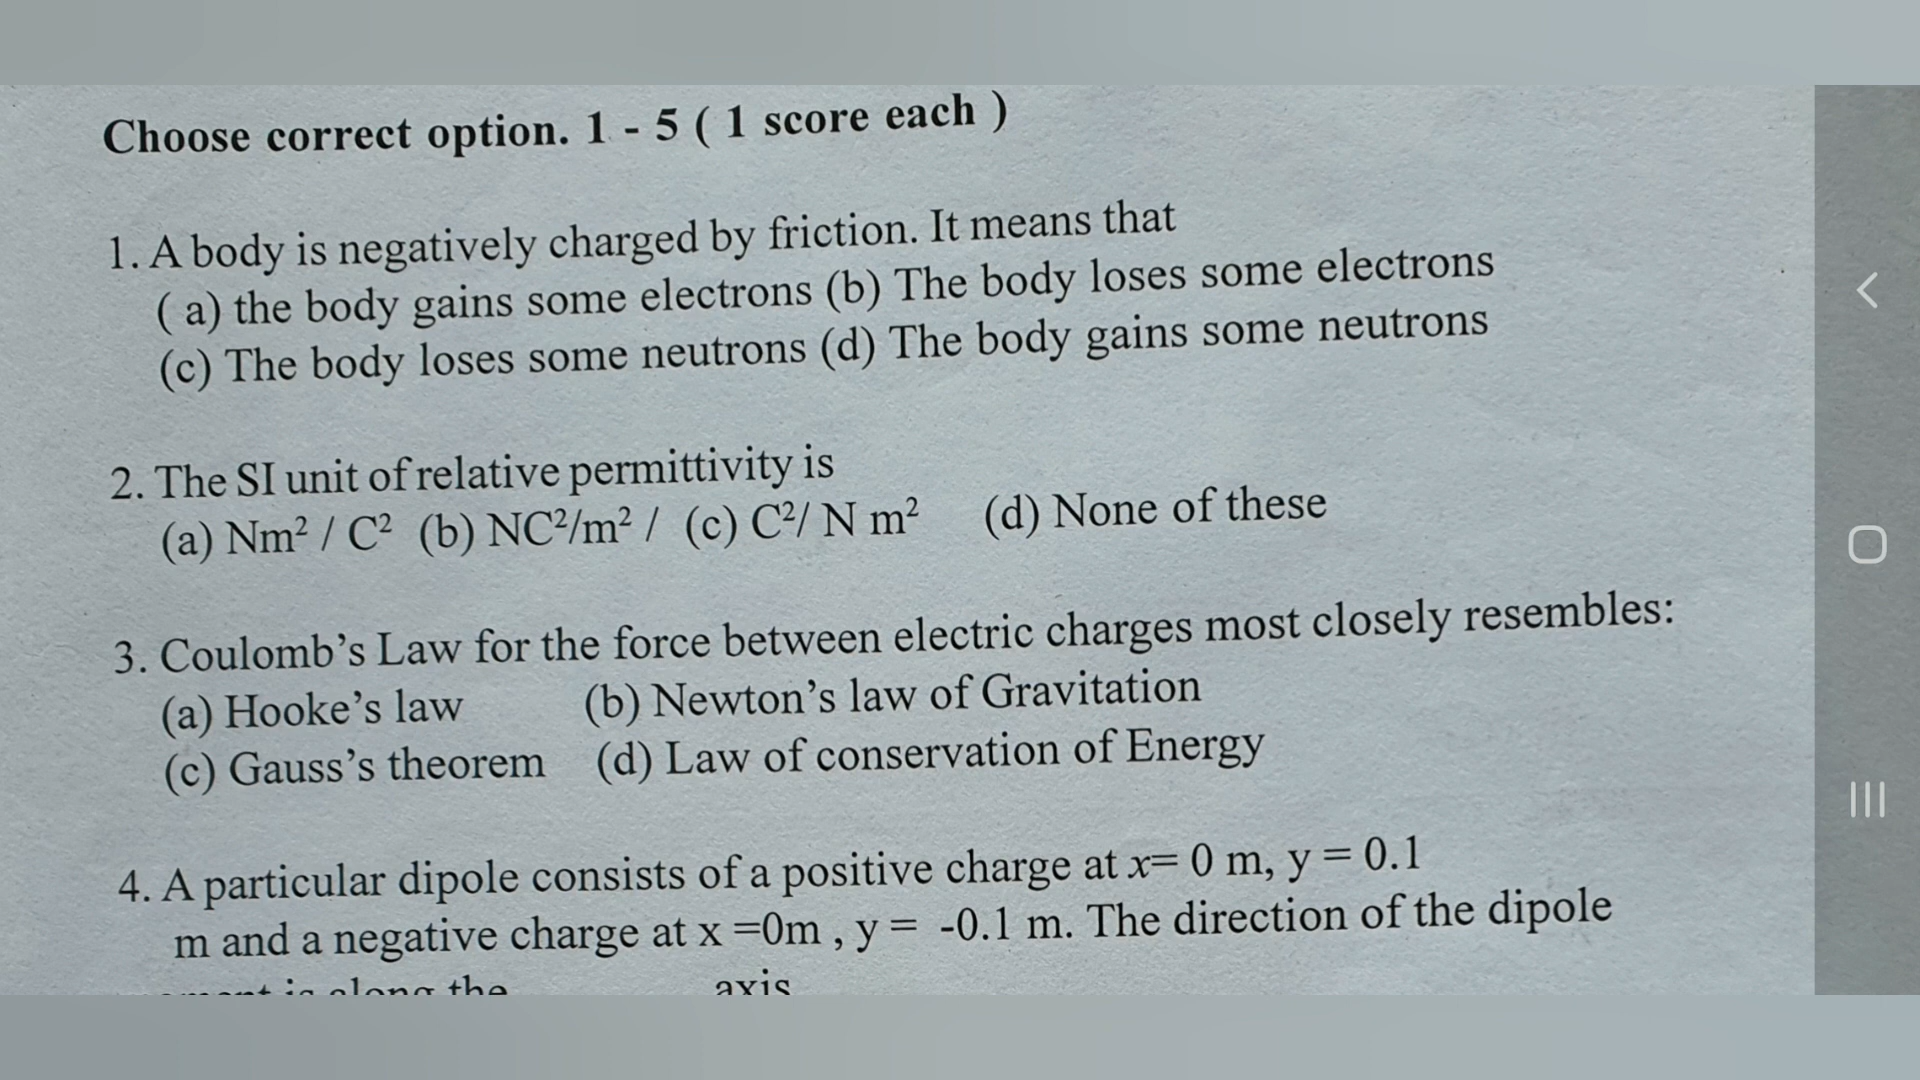 Choose correct option. 1 - 5 ( 1 score each )
1. A body is negatively charged by friction. It means that
( a) the body gains some electrons (b) The body loses some electrons
(c) The body loses some neutrons (d) The body gains some neutrons
2. The SI unit of relative permittivity is
(a) Nm² / C² (b) NC²/m² / (c) C²/ N m² (d) None of these
3. Coulomb’s Law for the force between electric charges most closely resembles:
(a) Hooke’s law (b) Newton’s law of Gravitation
(c) Gauss’s theorem (d) Law of conservation of Energy
4. A particular dipole consists of a positive charge at x= 0 m, y = 0.1
m and a negative charge at x =0m , y = -0.1 m. The direction of the dipole
is along the axis